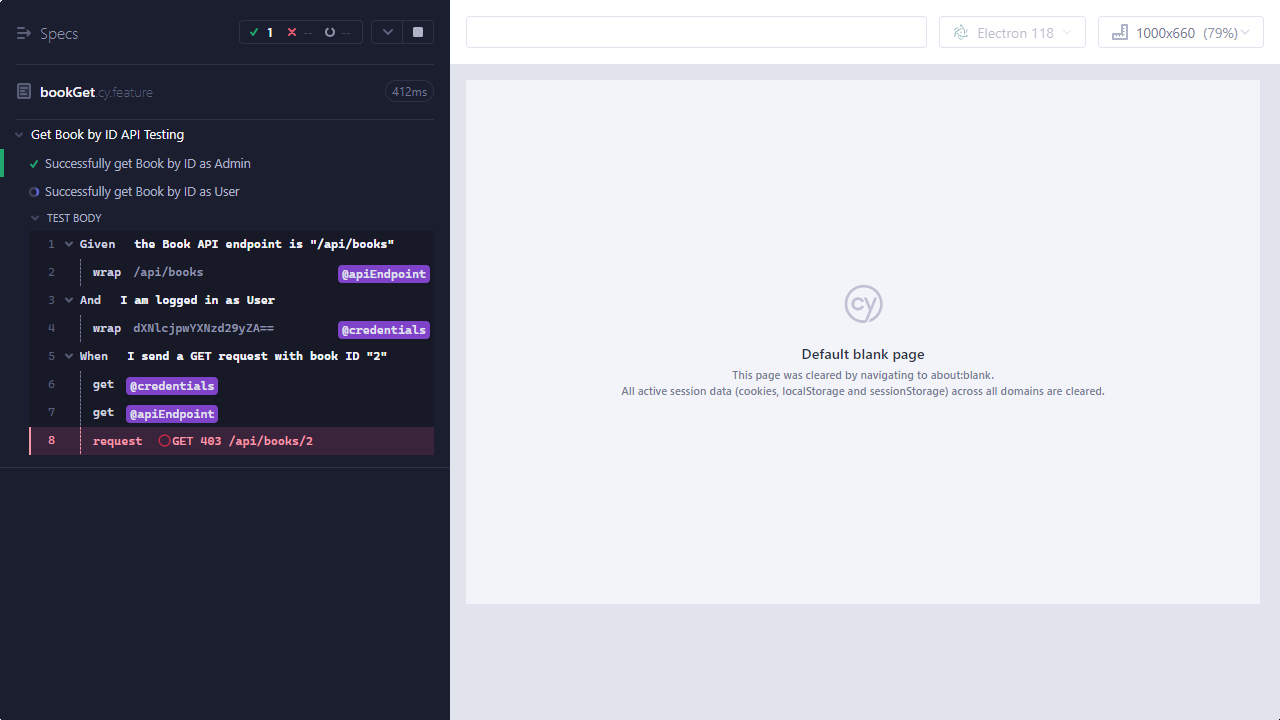 Specs
1 -- --
Electron 118
1000x660 (79%)
bookGet.cy.feature
412ms
Get Book by ID API Testing
Successfully get Book by ID as Admin
Successfully get Book by ID as User
TEST BODY
1 Given the Book API endpoint is "/api/books"
2 wrap /api/books @apiEndpoint
3 And I am logged in as User
4 wrap dXNlcjpwYXNzd29yZA== @credentials
5 When I send a GET request with book ID "2"
6 get @credentials
7 get @apiEndpoint
8 request GET 403 /api/books/2
cy
Default blank page
This page was cleared by navigating to about:blank.
All active session data (cookies, localStorage and sessionStorage) across all domains are cleared.